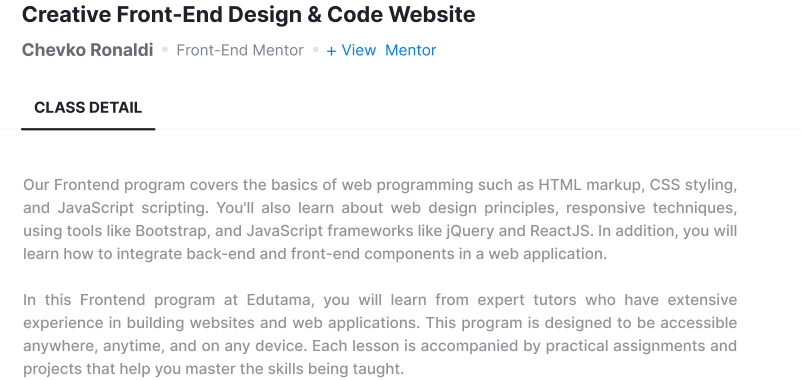 Creative Front-End Design & Code Website
Chevko Ronaldi • Front-End Mentor • + View Mentor
CLASS DETAIL
Our Frontend program covers the basics of web programming such as HTML markup, CSS styling,
and JavaScript scripting. You'll also learn about web design principles, responsive techniques,
using tools like Bootstrap, and JavaScript frameworks like jQuery and ReactJS. In addition, you will
learn how to integrate back-end and front-end components in a web application.
In this Frontend program at Edutama, you will learn from expert tutors who have extensive
experience in building websites and web applications. This program is designed to be accessible
anywhere, anytime, and on any device. Each lesson is accompanied by practical assignments and
projects that help you master the skills being taught.